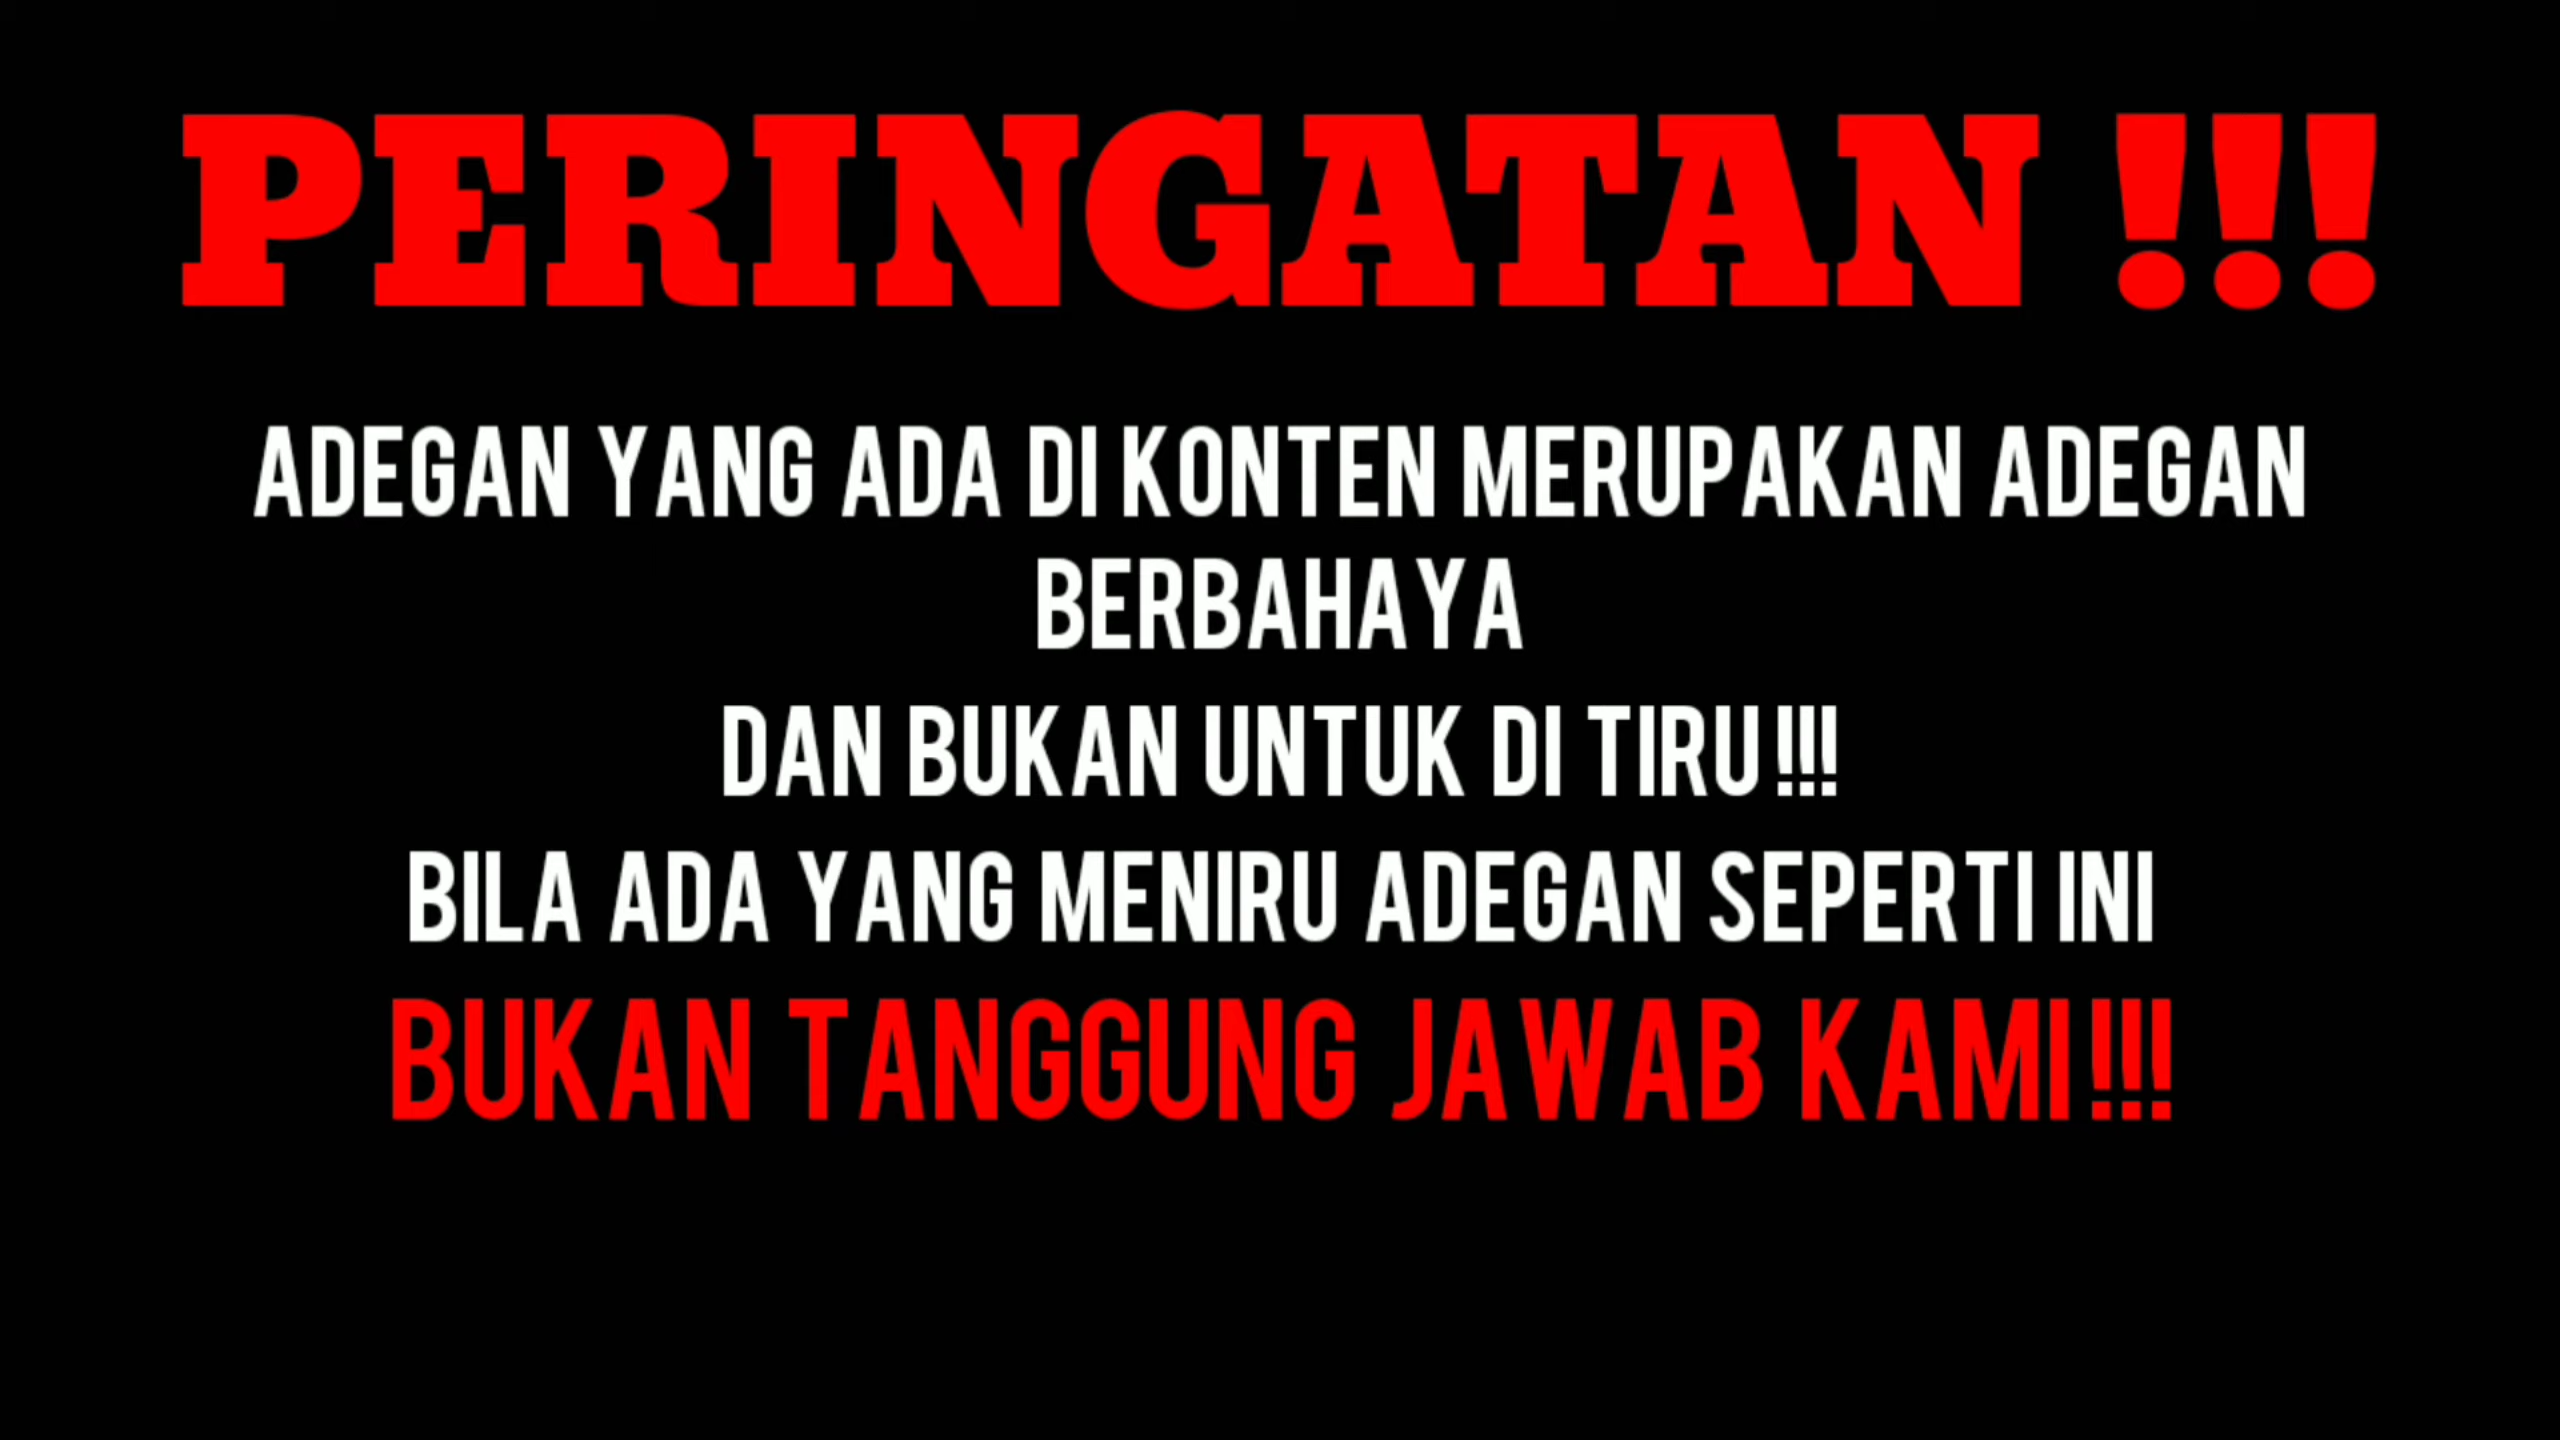 PERINGATAN !!!
ADEGAN YANG ADA DI KONTEN MERUPAKAN ADEGAN
BERBAHAYA
DAN BUKAN UNTUK DI TIRU!!!
BILA ADA YANG MENIRU ADEGAN SEPERTI INI
BUKAN TANGGUNG JAWAB KAMI!!!